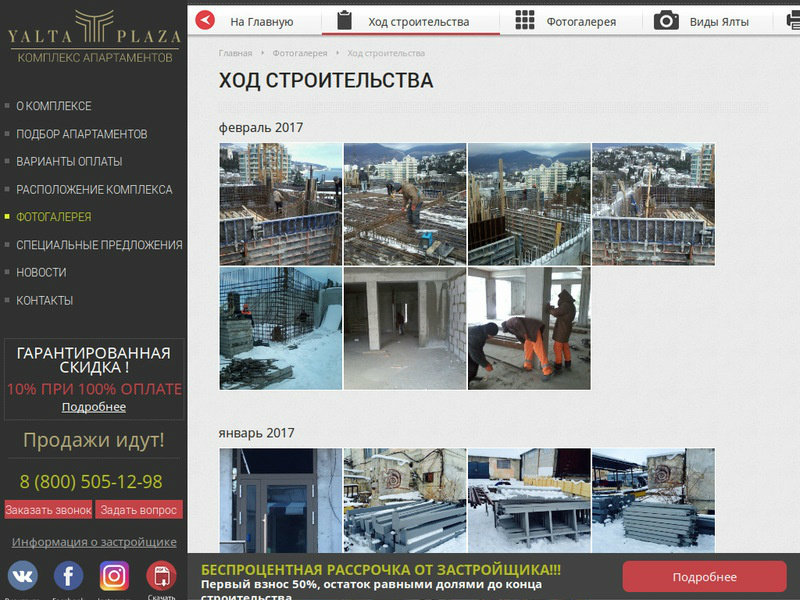 YALTA PLAZA
КОМПЛЕКС АПАРТАМЕНТОВ
О КОМПЛЕКСЕ
ПОДБОР АПАРТАМЕНТОВ
ВАРИАНТЫ ОПЛАТЫ
РАСПОЛОЖЕНИЕ КОМПЛЕКСА
ФОТОГАЛЕРЕЯ
СПЕЦИАЛЬНЫЕ ПРЕДЛОЖЕНИЯ
НОВОСТИ
КОНТАКТЫ
ГАРАНТИРОВАННАЯ
СКИДКА !
10% ПРИ 100% ОПЛАТЕ
Подробнее
Продажи идут!
8 (800) 505-12-98
Заказать звонок
Задать вопрос
Информация о застройщике
Скачать
На Главную
Ход строительства
Фотогалерея
Виды Ялты
Главная
Фотогалерея
Ход строительства
ХОД СТРОИТЕЛЬСТВА
февраль 2017
январь 2017
БЕСПРОЦЕНТНАЯ РАССРОЧКА ОТ ЗАСТРОЙЩИКА!!!
Первый взнос 50%, остаток равными долями до конца
строительства
Подробнее